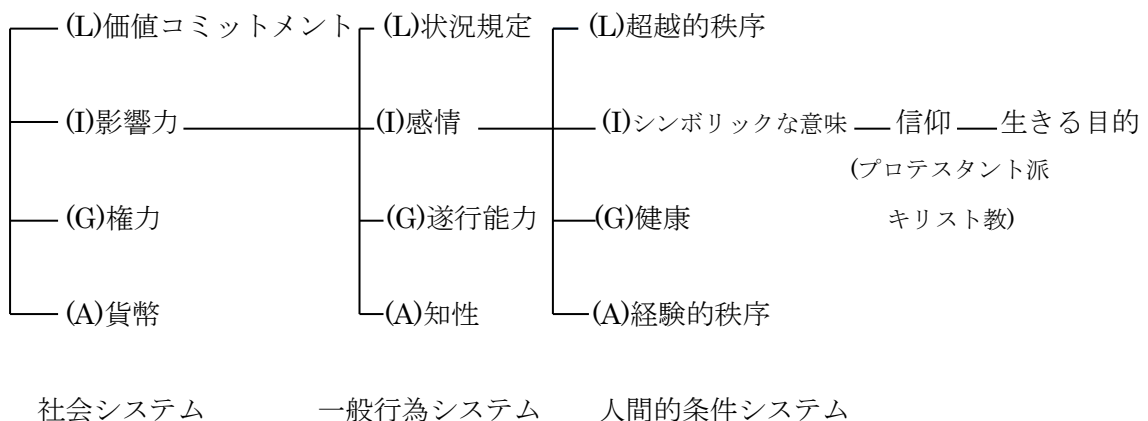 (L)価値コミットメント (L)状況規定 (L)超越的秩序
(I)影響力 (I)感情 (I)シンボリックな意味 信仰 生きる目的
(プロテスタント派
(G)権力 (G)遂行能力 (G)健康 キリスト教)
(A)貨幣 (A)知性 (A)経験的秩序
社会システム 一般行為システム 人間的条件システム